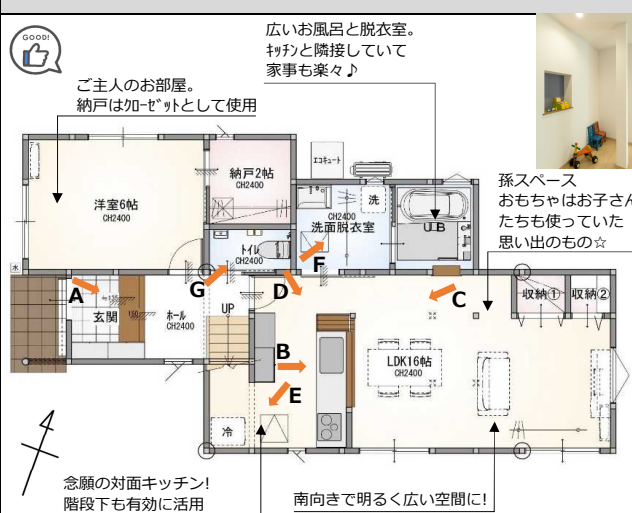 GOOD!
広いお風呂と脱衣室。
ｷｯﾁﾝと隣接していて
家事も楽々♪
ご主人のお部屋。
納戸はｸﾛｰｾﾞｯﾄとして使用
孫スペース
おもちゃはお子さん
たちも使っていた
思い出のもの☆
洋室6帖
CH2400
納戸2帖
CH2400
エコキュート
洗
CH2400
洗面脱衣室
UB
トイレ
CH2400
水
A
玄関
ホール
CH2400
UP
G
D
F
C
B
E
冷
LDK16帖
CH2400
収納①
収納②
念願の対面キッチン!
階段下も有効に活用
南向きで明るく広い空間に!